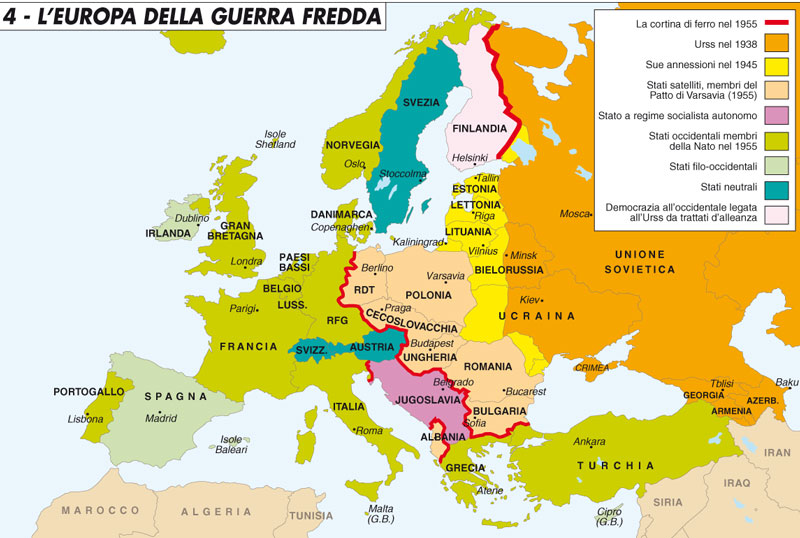 4 - L'EUROPA DELLA GUERRA FREDDA
La cortina di ferro nel 1955
Urss nel 1938
Sue annessioni nel 1945
Stati satelliti, membri del
Patto di Varsavia (1955)
Stato a regime socialista autonomo
Stati occidentali membri
della Nato nel 1955
Stati filo-occidentali
Stati neutrali
Democrazia all'occidentale legata
all'Urss da trattati d'alleanza
SVEZIA
FINLANDIA
Isole
Shetland
NORVEGIA
Oslo
Helsinki
Stoccolma
Tallin
ESTONIA
LETTONIA
Riga
DANIMARCA
Copenaghen
Mosca
Dublino
IRLANDA
GRAN
BRETAGNA
LITUANIA
Kaliningrad
Vilnius
Minsk
UNIONE
SOVIETICA
Londra
PAESI
BASSI
Berlino
Varsavia
BIELORUSSIA
BELGIO
RDT
POLONIA
LUSS.
Parigi
Praga
Kiev
UCRAINA
RFG
CECOSLOVACCHIA
FRANCIA
SVIZZ.
AUSTRIA
Budapest
UNGHERIA
ROMANIA
CRIMEA
PORTOGALLO
SPAGNA
Belgrado
JUGOSLAVIA
Bucarest
Tblisi
Baku
GEORGIA
AZERB.
ARMENIA
Lisbona
Madrid
ITALIA
Roma
BULGARIA
Sofia
ALBANIA
Isole
Baleari
Ankara
TURCHIA
IRAN
GRECIA
Atene
IRAQ
SIRIA
MAROCCO
ALGERIA
TUNISIA
Malta
(G.B.)
Cipro
(G.B.)